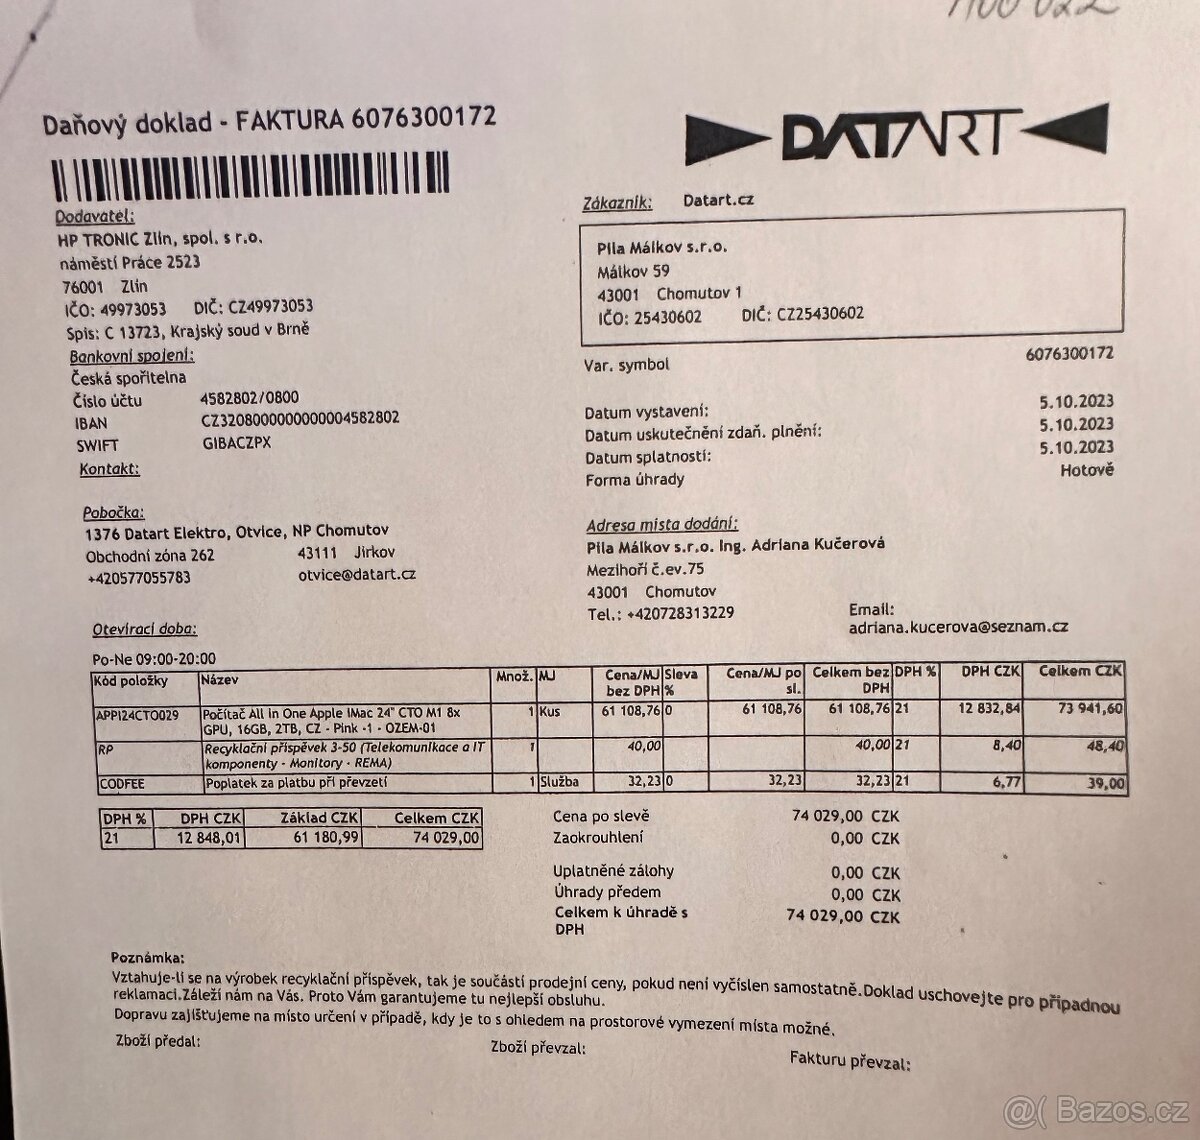 Daňový doklad - FAKTURA 6076300172
DATART
Dodavatel:
HP TRONIC Zlín, spol. s r.o.
náměstí Práce 2523
76001 Zlín
IČO: 49973053 DIČ: CZ49973053
Spis: C 13723, Krajský soud v Brně
Bankovní spojení:
Česká spořitelna
Číslo účtu 4582802/0800
IBAN CZ3208000000000004582802
SWIFT GIBACZPX
Kontakt:
Zákazník: Datart.cz
Pila Málkov s.r.o.
Málkov 59
43001 Chomutov 1
IČO: 25430602 DIČ: CZ25430602
Var. symbol 6076300172
Datum vystavení: 5.10.2023
Datum uskutečnění zdaň. plnění: 5.10.2023
Datum splatností: 5.10.2023
Forma úhrady Hotově
Pobočka:
1376 Datart Elektro, Otvice, NP Chomutov
Obchodní zóna 262 43111 Jirkov
+420577055783 otvice@datart.cz
Otevírací doba:
Po-Ne 09:00-20:00
Adresa místa dodání:
Pila Málkov s.r.o. Ing. Adriana Kučerová
Mezihoří č.ev.75
43001 Chomutov
Tel.: +420728313229
Email:
adriana.kucerova@seznam.cz
Kód položky Název Množ. MJ Cena/MJ bez DPH Sleva % Cena/MJ po sl. Celkem bez DPH DPH % DPH CZK Celkem CZK
APPI24CTO029 Počítač All In One Apple iMac 24" CTO M1 8x 1 Kus 61 108,76 0 61 108,76 61 108,76 21 12 832,84 73 941,60
GPU, 16GB, 2TB, CZ - Pink -1 - OZEM-01
RP Recyklační příspěvek 3-50 (Telekomunikace a IT 1 40,00 40,00 21 8,40 48,40
komponenty - Monitory - REMA)
CODFEE Poplatek za platbu při převzetí 1 Služba 32,23 0 32,23 32,23 21 6,77 39,00
DPH % DPH CZK Základ CZK Celkem CZK
21 12 848,01 61 180,99 74 029,00
Cena po slevě 74 029,00 CZK
Zaokrouhlení 0,00 CZK
Uplatněné zálohy 0,00 CZK
Úhrady předem 0,00 CZK
Celkem k úhradě s 74 029,00 CZK
DPH
Poznámka:
Vztahuje-li se na výrobek recyklační příspěvek, tak je součástí prodejní ceny, pokud není vyčíslen samostatně.Doklad uschovejte pro případnou
reklamaci.Záleží nám na Vás. Proto Vám garantujeme tu nejlepší obsluhu.
Dopravu zajišťujeme na místo určení v případě, kdy je to s ohledem na prostorové vymezení místa možné.
Zboží předal: Zboží převzal: Fakturu převzal:
@( Bazos.cz